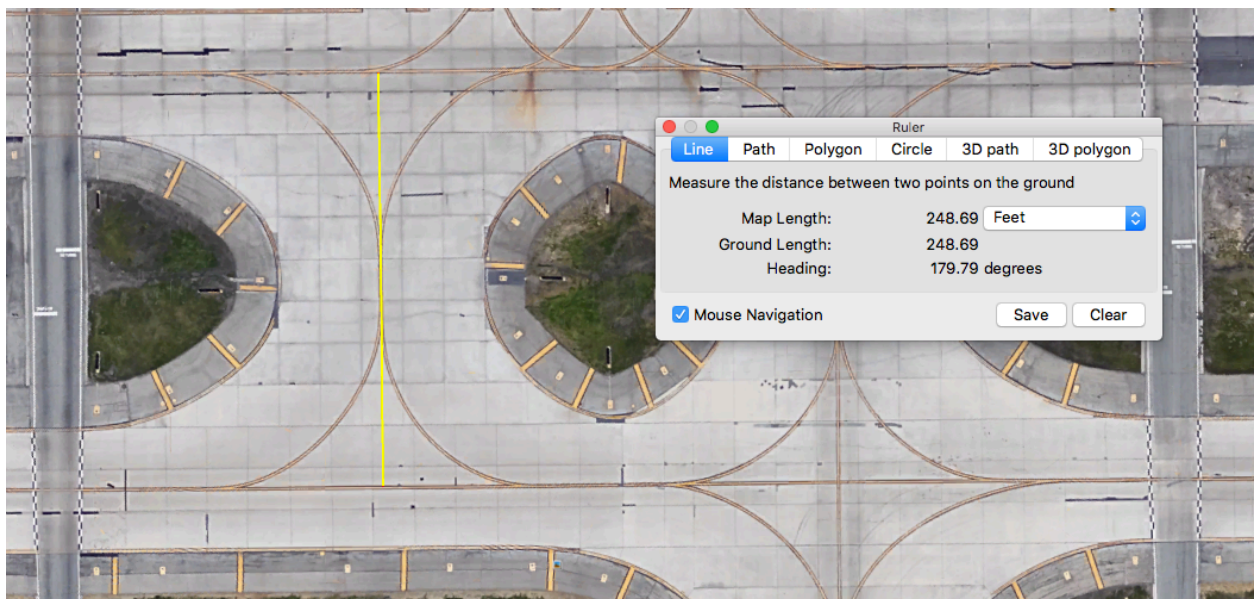 Ruler
Line Path Polygon Circle 3D path 3D polygon
Measure the distance between two points on the ground
Map Length: 248.69 Feet
Ground Length: 248.69
Heading: 179.79 degrees
Mouse Navigation Save Clear